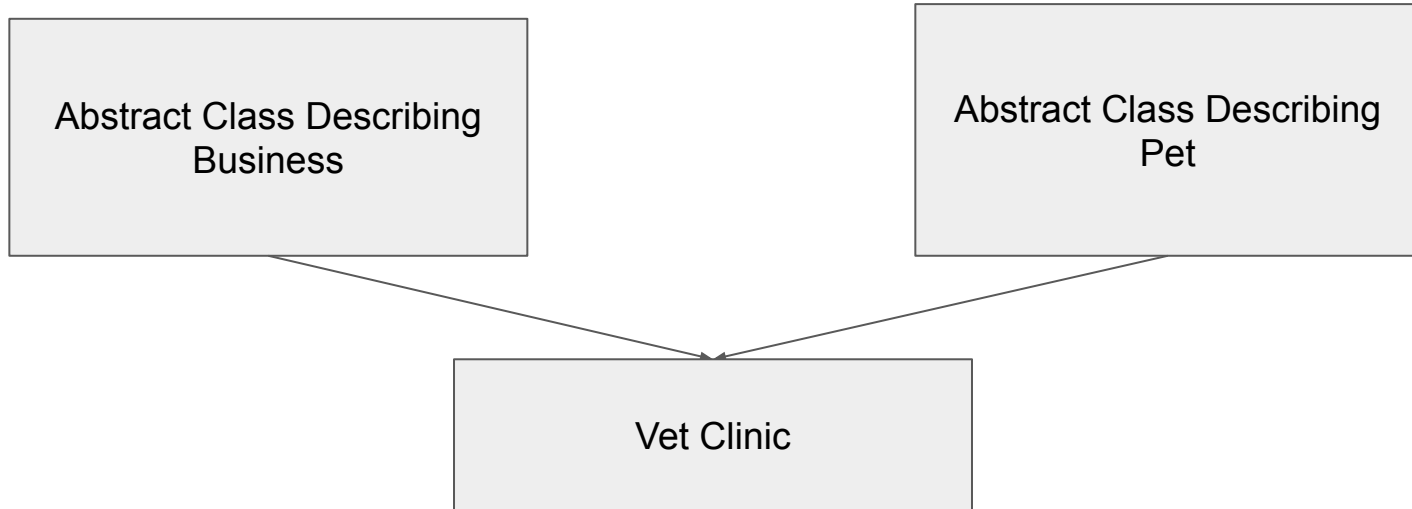 Abstract Class Describing
Business
Abstract Class Describing
Pet
Vet Clinic